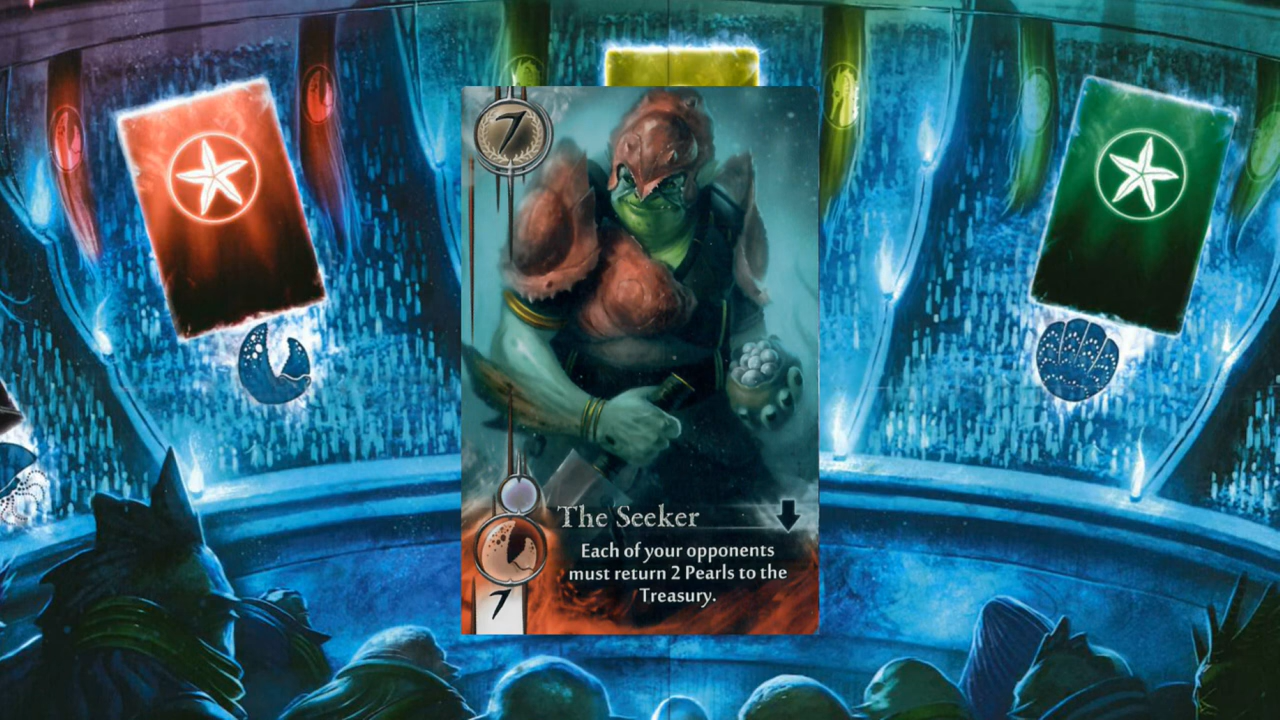 7
The Seeker
Each of your opponents
must return 2 Pearls to the
Treasury.
7